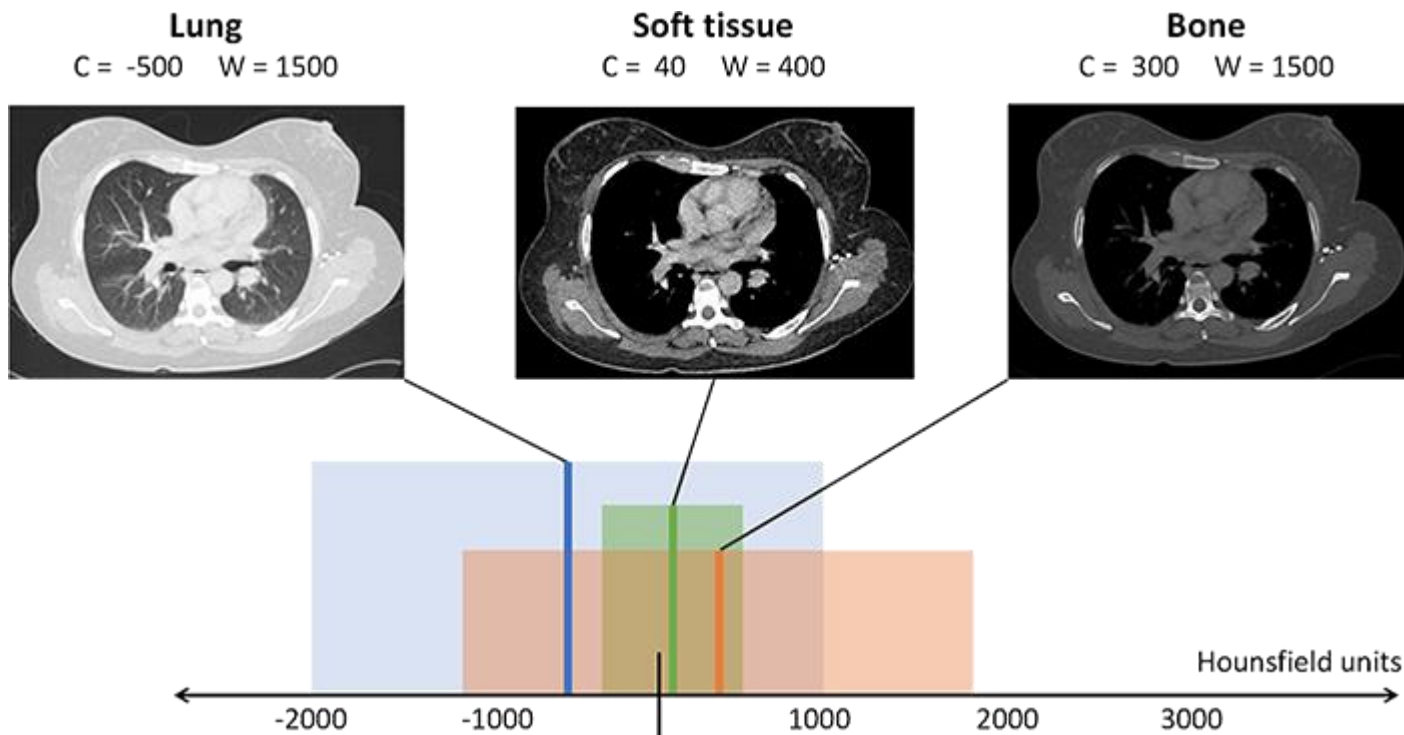 Lung
C = -500 W = 1500
Soft tissue
C = 40 W = 400
Bone
C = 300 W = 1500
Hounsfield units
-2000 -1000 1000 2000 3000